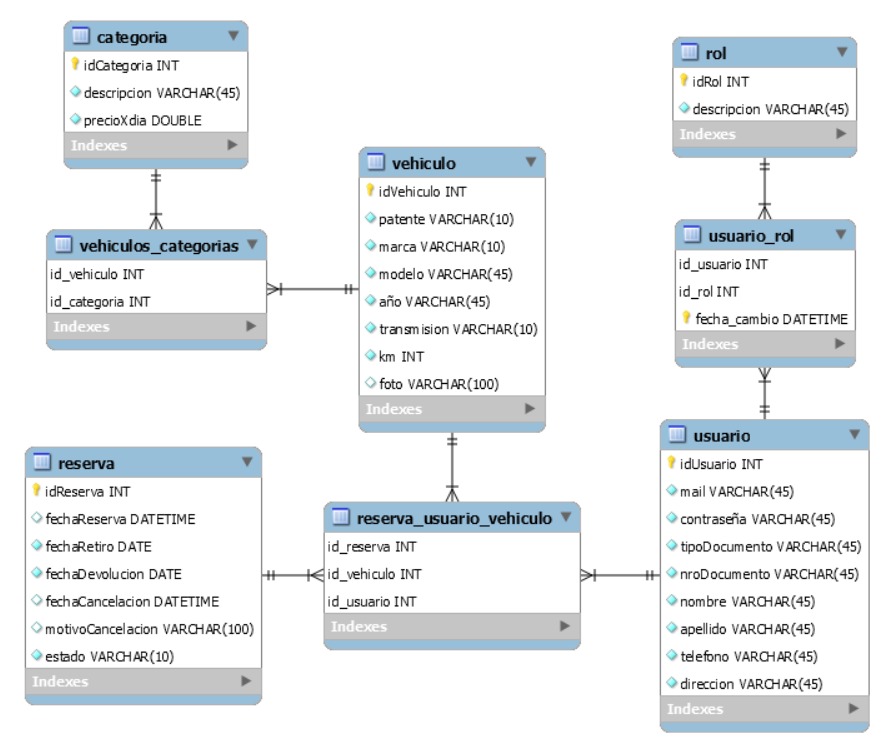 categoria
idCategoria INT
descripcion VARCHAR(45)
precioXdia DOUBLE
Indexes
rol
idRol INT
descripcion VARCHAR(45)
Indexes
vehiculo
idVehiculo INT
patente VARCHAR(10)
marca VARCHAR(10)
modelo VARCHAR(45)
año VARCHAR(45)
transmision VARCHAR(10)
km INT
foto VARCHAR(100)
Indexes
vehiculos_categorias
id_vehiculo INT
id_categoria INT
Indexes
usuario_rol
id_usuario INT
id_rol INT
fecha_cambio DATETIME
Indexes
reserva
idReserva INT
fechaReserva DATETIME
fechaRetiro DATE
fechaDevolucion DATE
fechaCancelacion DATETIME
motivoCancelacion VARCHAR(100)
estado VARCHAR(10)
Indexes
reserva_usuario_vehiculo
id_reserva INT
id_vehiculo INT
id_usuario INT
Indexes
usuario
idUsuario INT
mail VARCHAR(45)
contraseña VARCHAR(45)
tipoDocumento VARCHAR(45)
nroDocumento VARCHAR(45)
nombre VARCHAR(45)
apellido VARCHAR(45)
telefono VARCHAR(45)
direccion VARCHAR(45)
Indexes